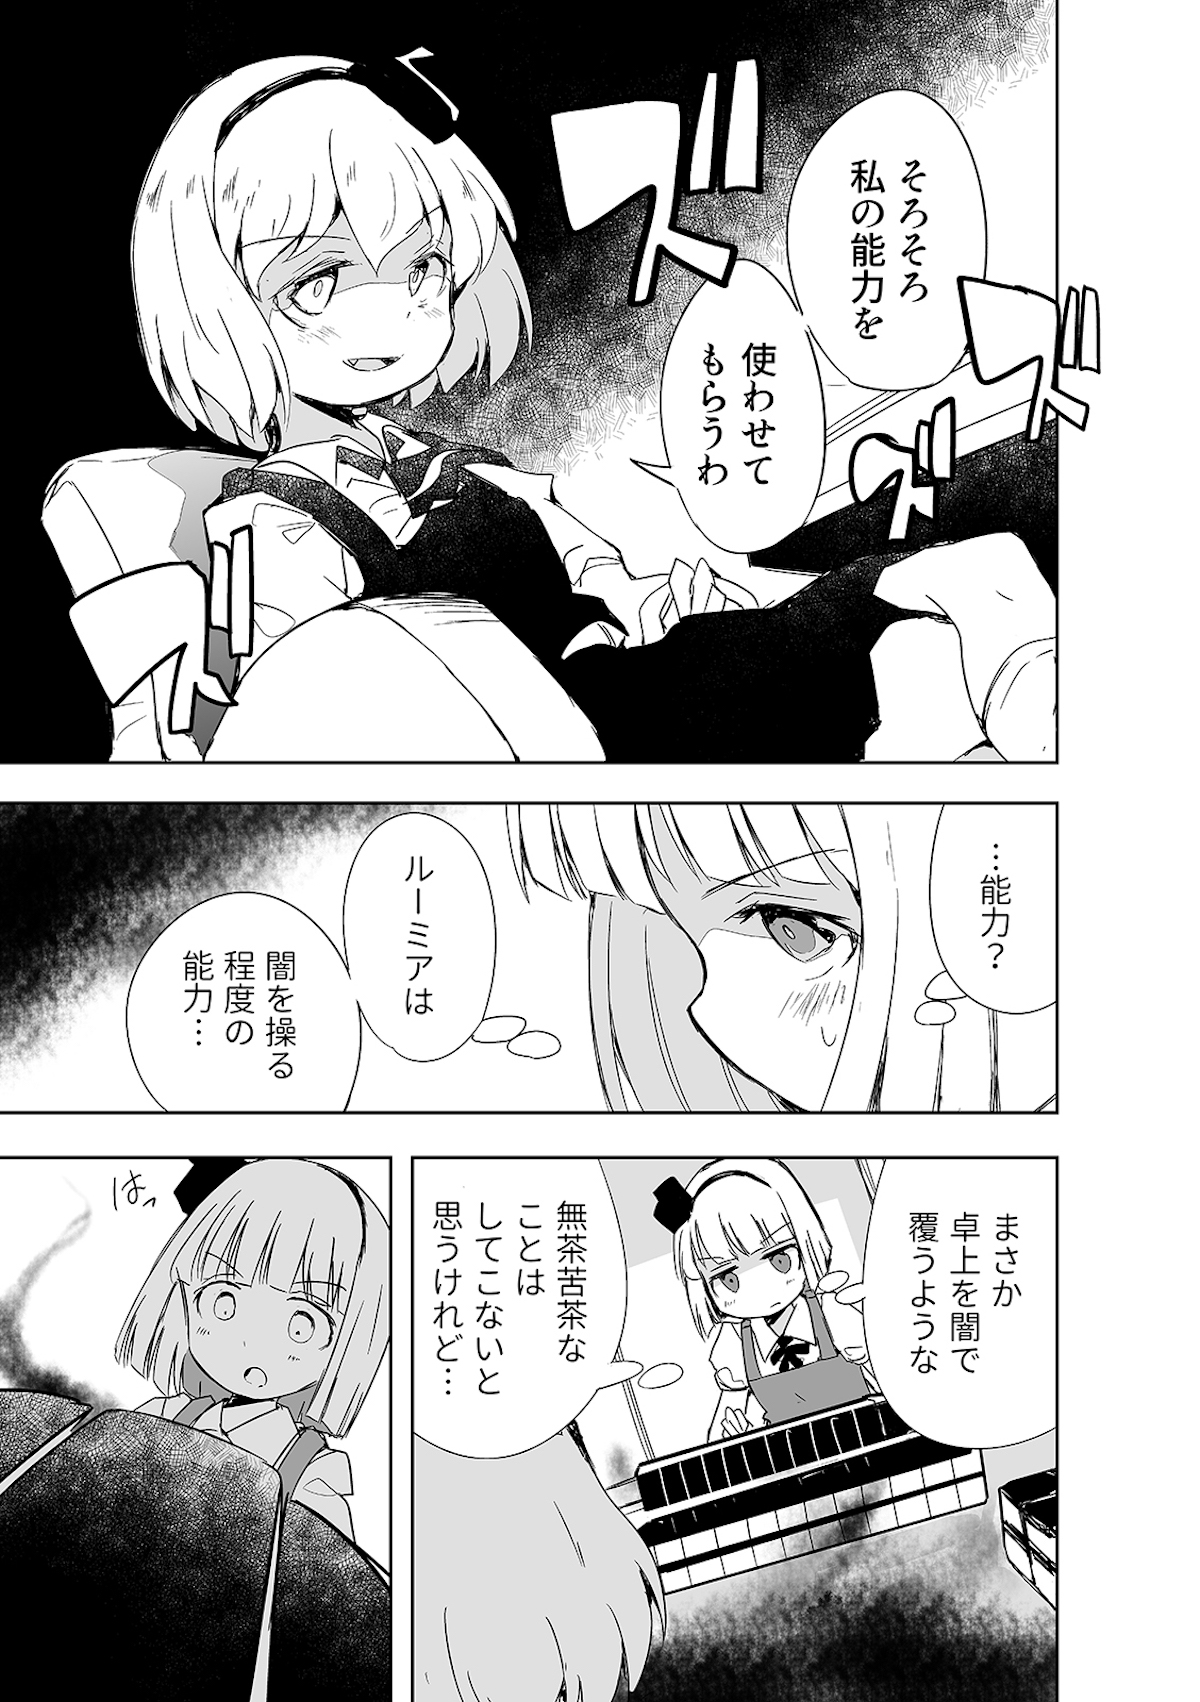 そろそろ
私の能力を
使わせて
もらうわ
ズズズズ
…能力?
ルーミアは
闇を操る
程度の
能力…
まさか
卓上を闇で
覆うような
無茶苦茶な
ことは
してこないと
思うけれど…
はっ